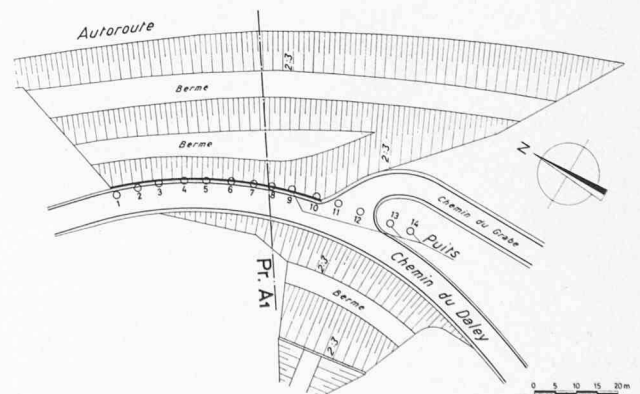 Autoroute
2:3
Berme
Berme
2:3
N
1 2 3 4 5 6 7 8 9 10 11 12 13 14
Chemin du Grabe
Puits
Chemin du Daley
Pr. A1
2:3
Berme
2:3
0 5 10 15 20 m